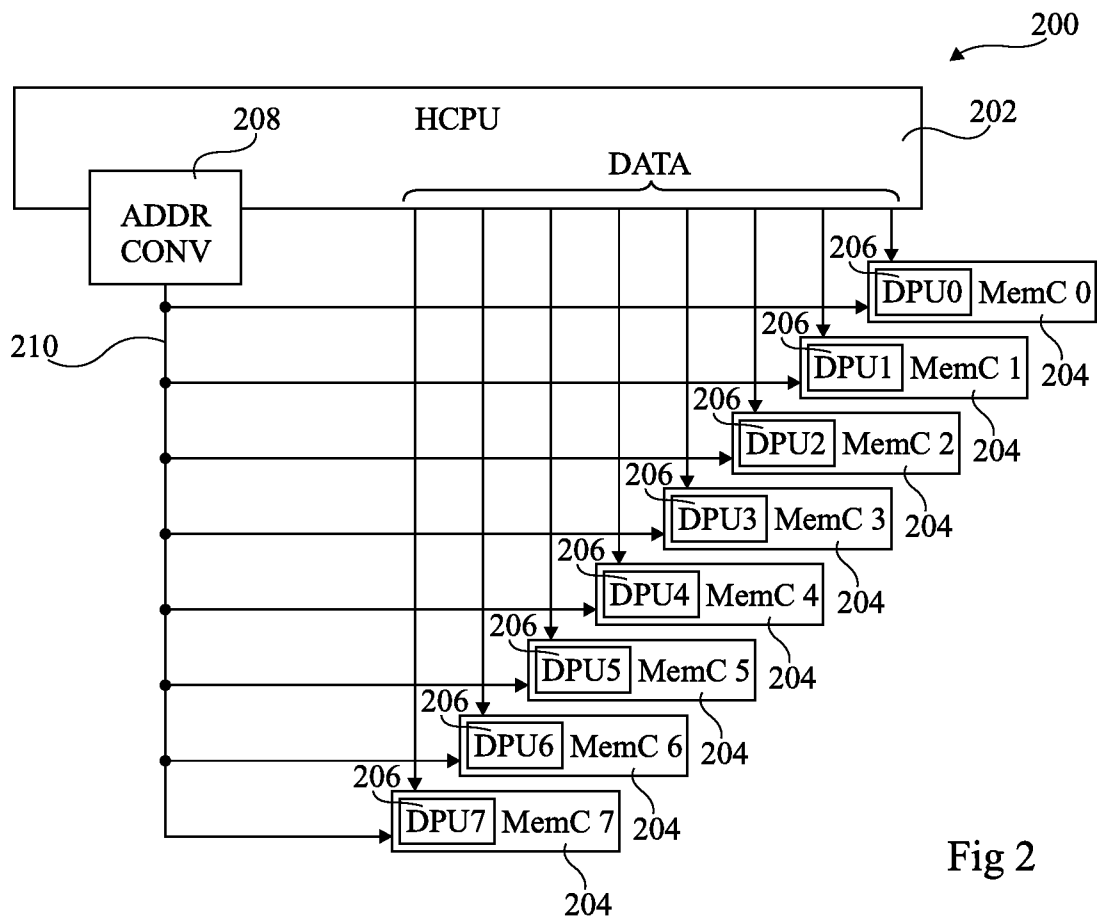 200
HCPU
202
208
DATA
ADDR
CONV
206
DPU0 MemC 0
210
206
204
DPU1 MemC 1
206
204
DPU2 MemC 2
206
204
DPU3 MemC 3
206
204
DPU4 MemC 4
206
204
DPU5 MemC 5
206
204
DPU6 MemC 6
206
204
DPU7 MemC 7
204
Fig 2